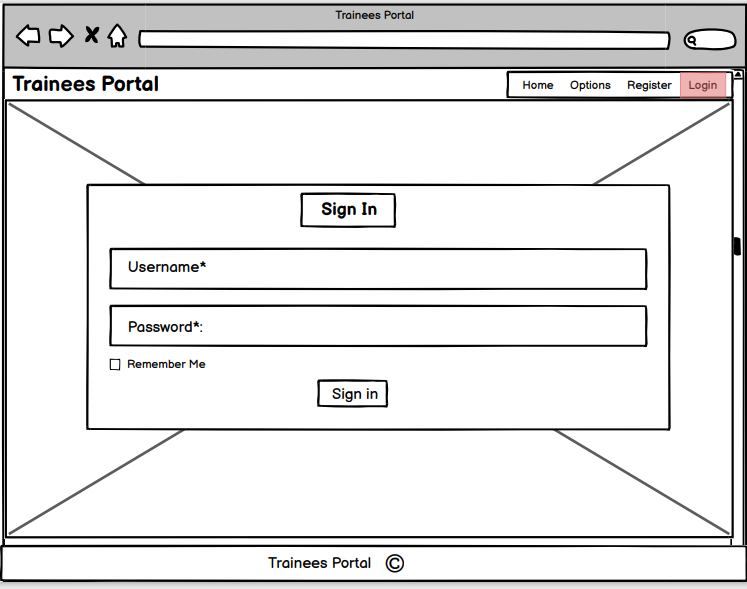 Trainees Portal
Trainees Portal
Home Options Register Login
Sign In
Username*
Password*:
Remember Me
Sign in
Trainees Portal ©